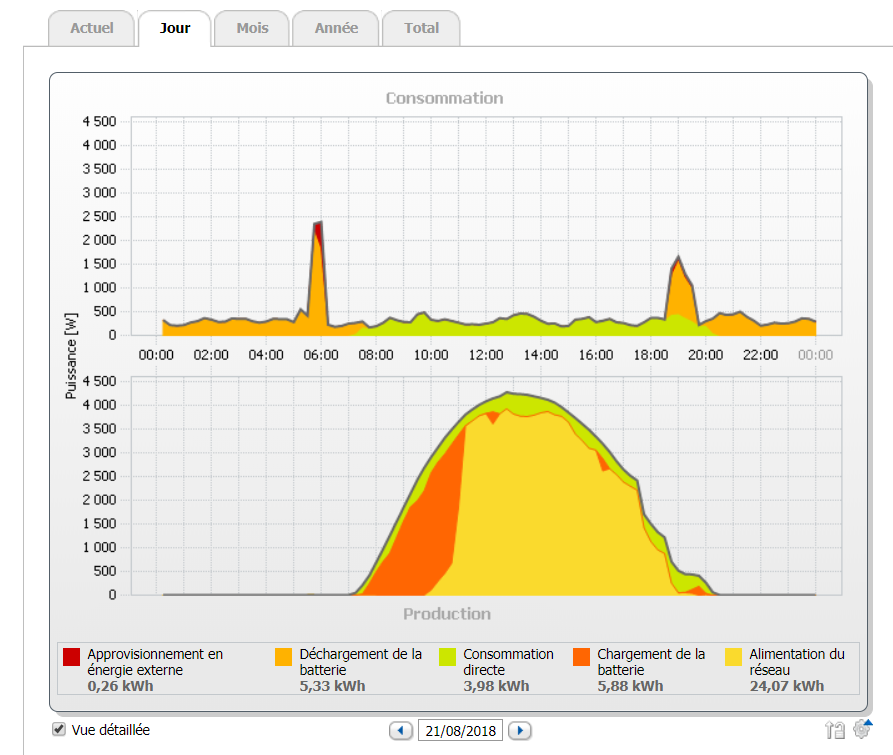 Actuel Jour Mois Année Total
Consommation
4 500
4 000
3 500
3 000
2 500
2 000
1 500
1 000
500
0
00:00 02:00 04:00 06:00 08:00 10:00 12:00 14:00 16:00 18:00 20:00 22:00 00:00
Puissance [W]
4 500
4 000
3 500
3 000
2 500
2 000
1 500
1 000
500
0
Production
Approvisionnement en
énergie externe
0,26 kWh
Déchargement de la
batterie
5,33 kWh
Consommation
directe
3,98 kWh
Chargement de la
batterie
5,88 kWh
Alimentation du
réseau
24,07 kWh
Vue détaillée
21/08/2018